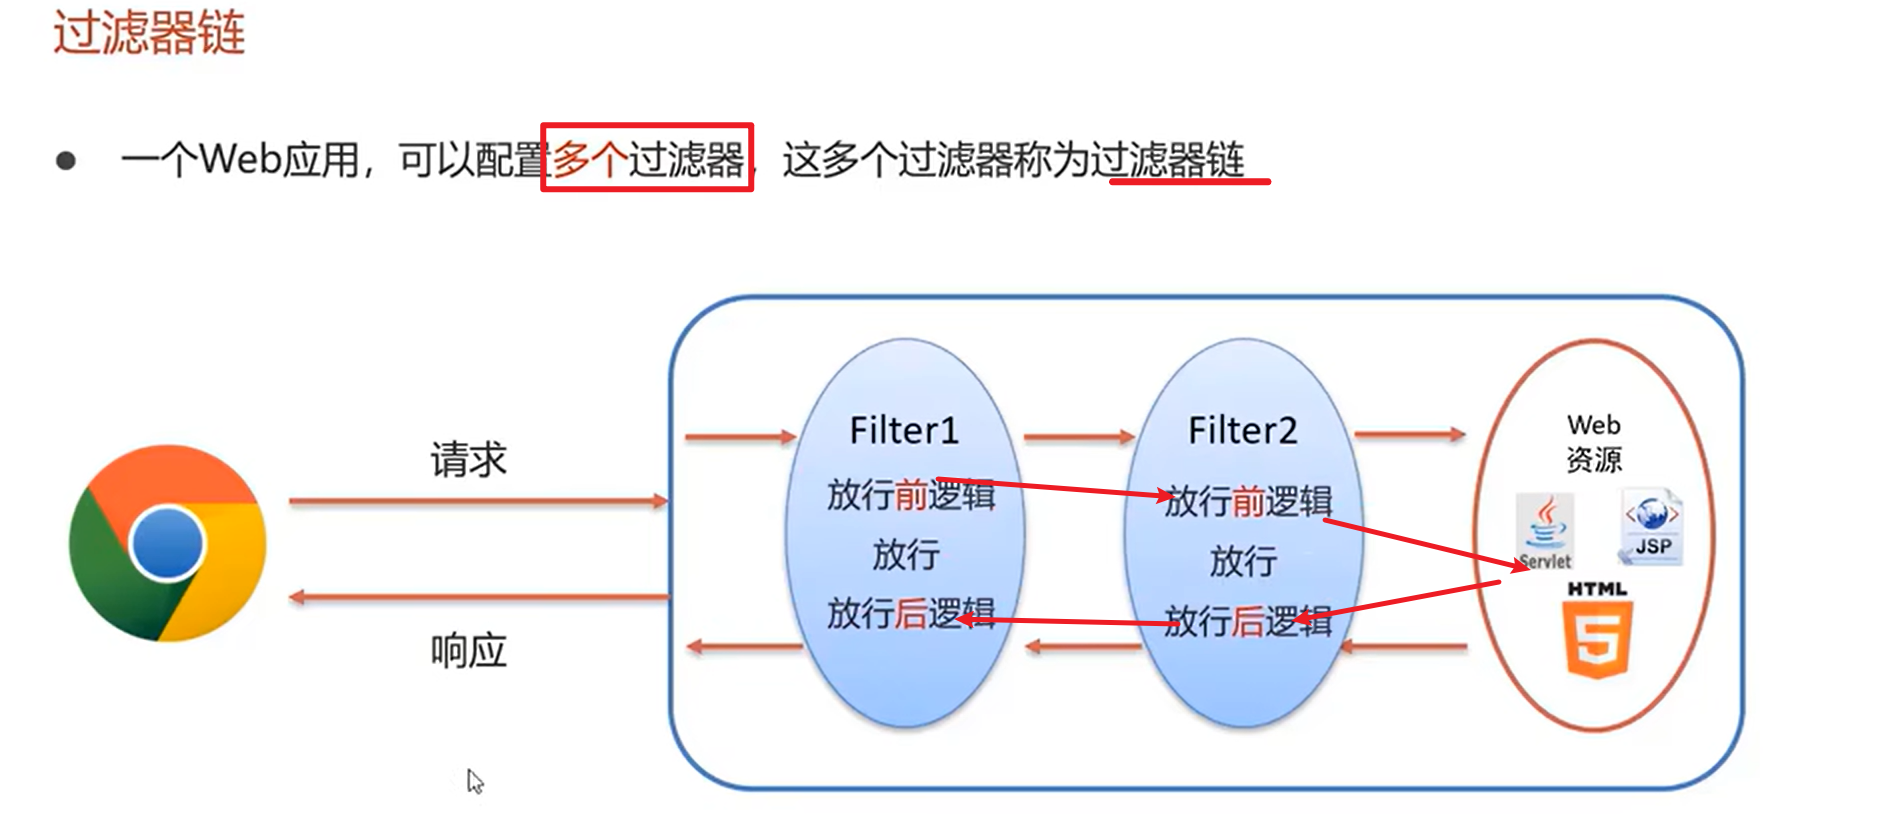 过滤器链
一个Web应用，可以配置多个过滤器，这多个过滤器称为过滤器链
请求
响应
Filter1
放行前逻辑
放行
放行后逻辑
Filter2
放行前逻辑
放行
放行后逻辑
Web
资源
Servlet
JSP
HTML
5